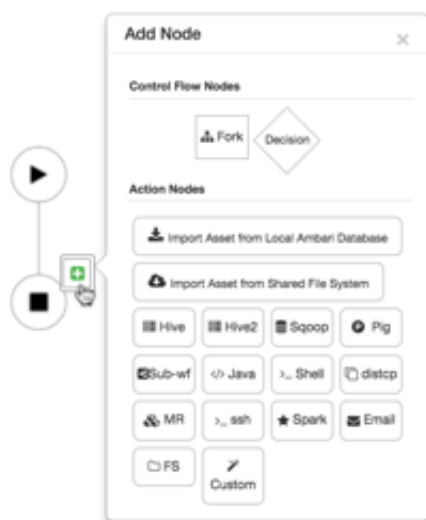 Add Node
Control Flow Nodes
Fork
Decision
Action Nodes
Import Asset from Local Ambari Database
Import Asset from Shared File System
Hive Hive2 Sqoop Pig
Sub-wf Java Shell distcp
MR ssh Spark Email
FS Custom